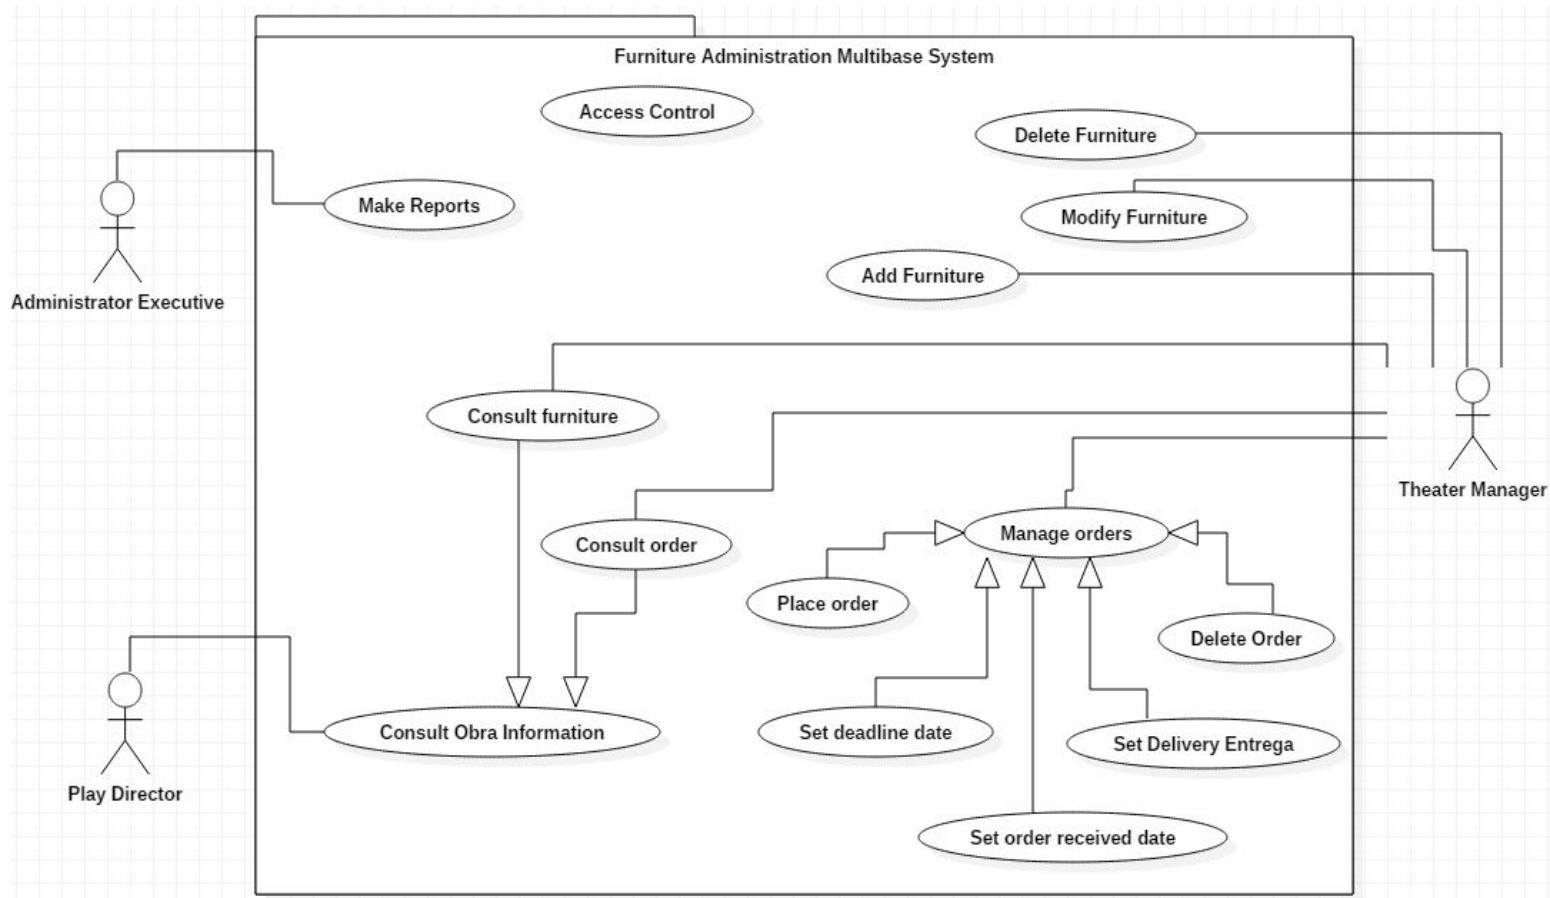 Furniture Administration Multibase System
Access Control
Delete Furniture
Make Reports
Modify Furniture
Add Furniture
Administrator Executive
Consult furniture
Theater Manager
Consult order
Manage orders
Place order
Delete Order
Consult Obra Information
Set deadline date
Set Delivery Entrega
Play Director
Set order received date